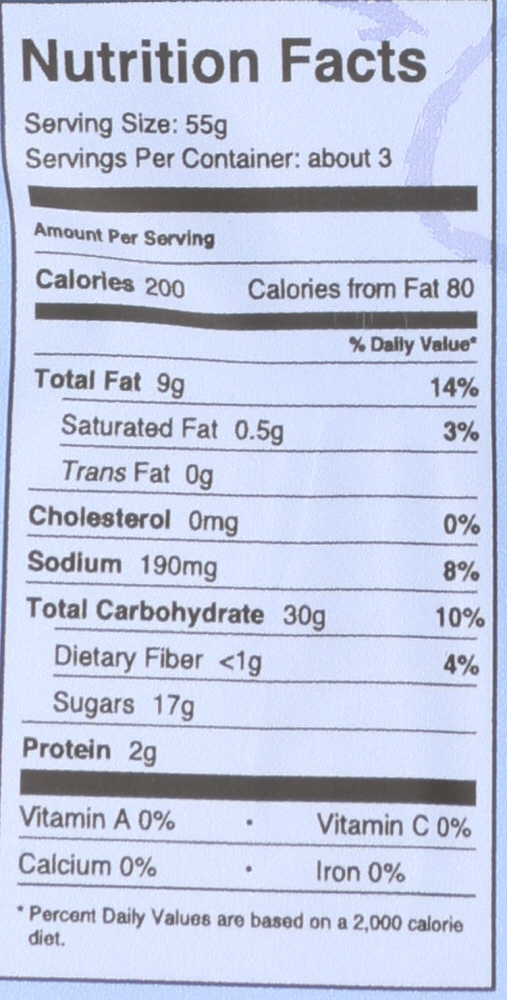 Nutrition Facts
Serving Size: 55g
Servings Per Container: about 3
Amount Per Serving
Calories 200 Calories from Fat 80
% Daily Value*
Total Fat 9g 14%
Saturated Fat 0.5g 3%
Trans Fat 0g
Cholesterol 0mg 0%
Sodium 190mg 8%
Total Carbohydrate 30g 10%
Dietary Fiber <1g 4%
Sugars 17g
Protein 2g
Vitamin A 0% • Vitamin C 0%
Calcium 0% • Iron 0%
* Percent Daily Values are based on a 2,000 calorie
diet.